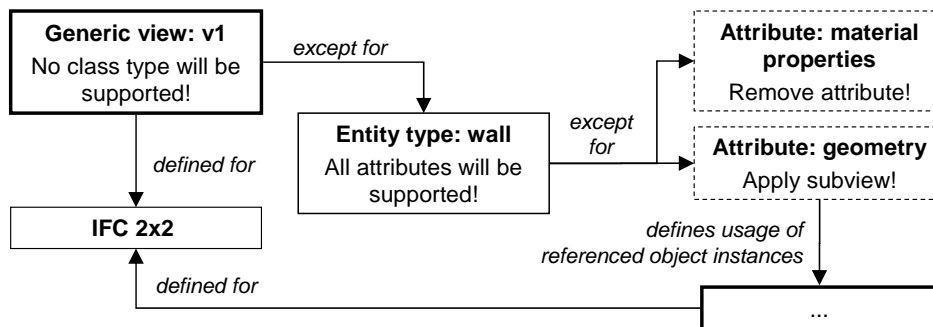 Generic view: v1
No class type will be
supported!
except for
Attribute: material
properties
Remove attribute!
Entity type: wall
All attributes will be
supported!
except
for
Attribute: geometry
Apply subview!
defined for
IFC 2x2
defines usage of
referenced object instances
defined for
...